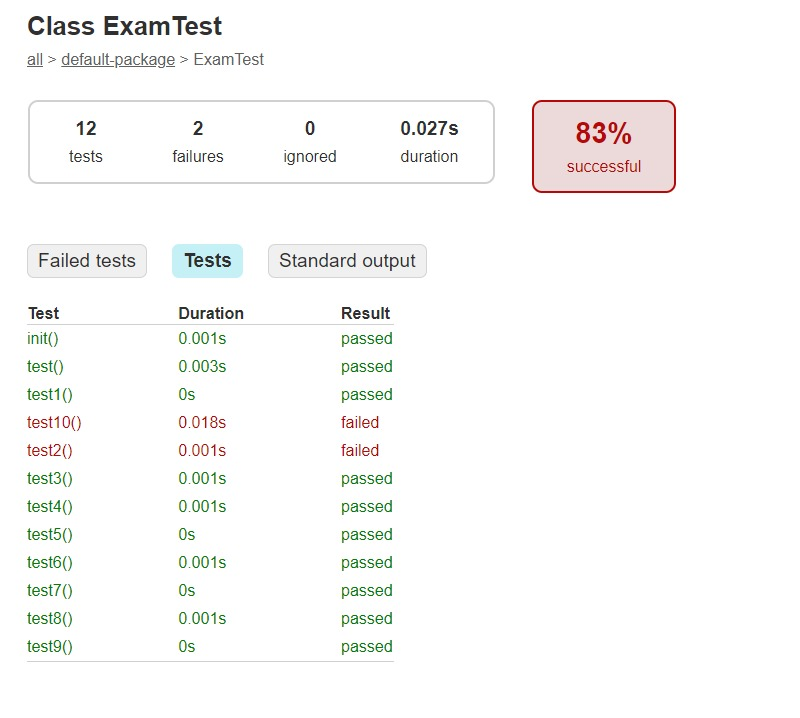 Class ExamTest
all > default-package > ExamTest
12 2 0 0.027s
tests failures ignored duration
83%
successful
Failed tests Tests Standard output
Test Duration Result
init() 0.001s passed
test() 0.003s passed
test1() 0s passed
test10() 0.018s failed
test2() 0.001s failed
test3() 0.001s passed
test4() 0.001s passed
test5() 0s passed
test6() 0.001s passed
test7() 0s passed
test8() 0.001s passed
test9() 0s passed